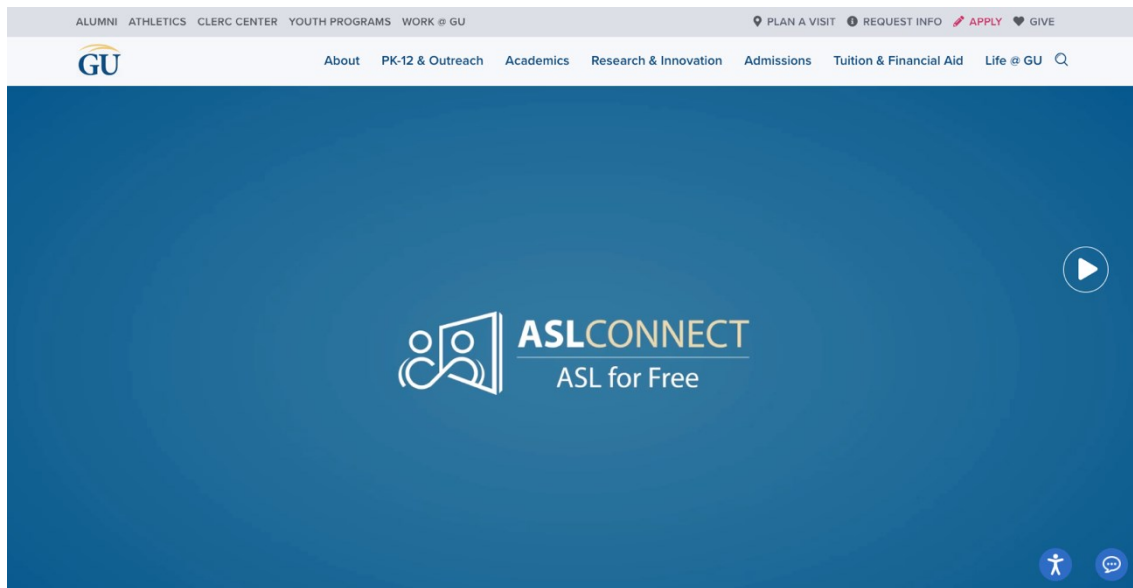 ALUMNI ATHLETICS CLERC CENTER YOUTH PROGRAMS WORK @ GU PLAN A VISIT REQUEST INFO APPLY GIVE
GU About PK-12 & Outreach Academics Research & Innovation Admissions Tuition & Financial Aid Life @ GU
ASLCONNECT
ASL for Free